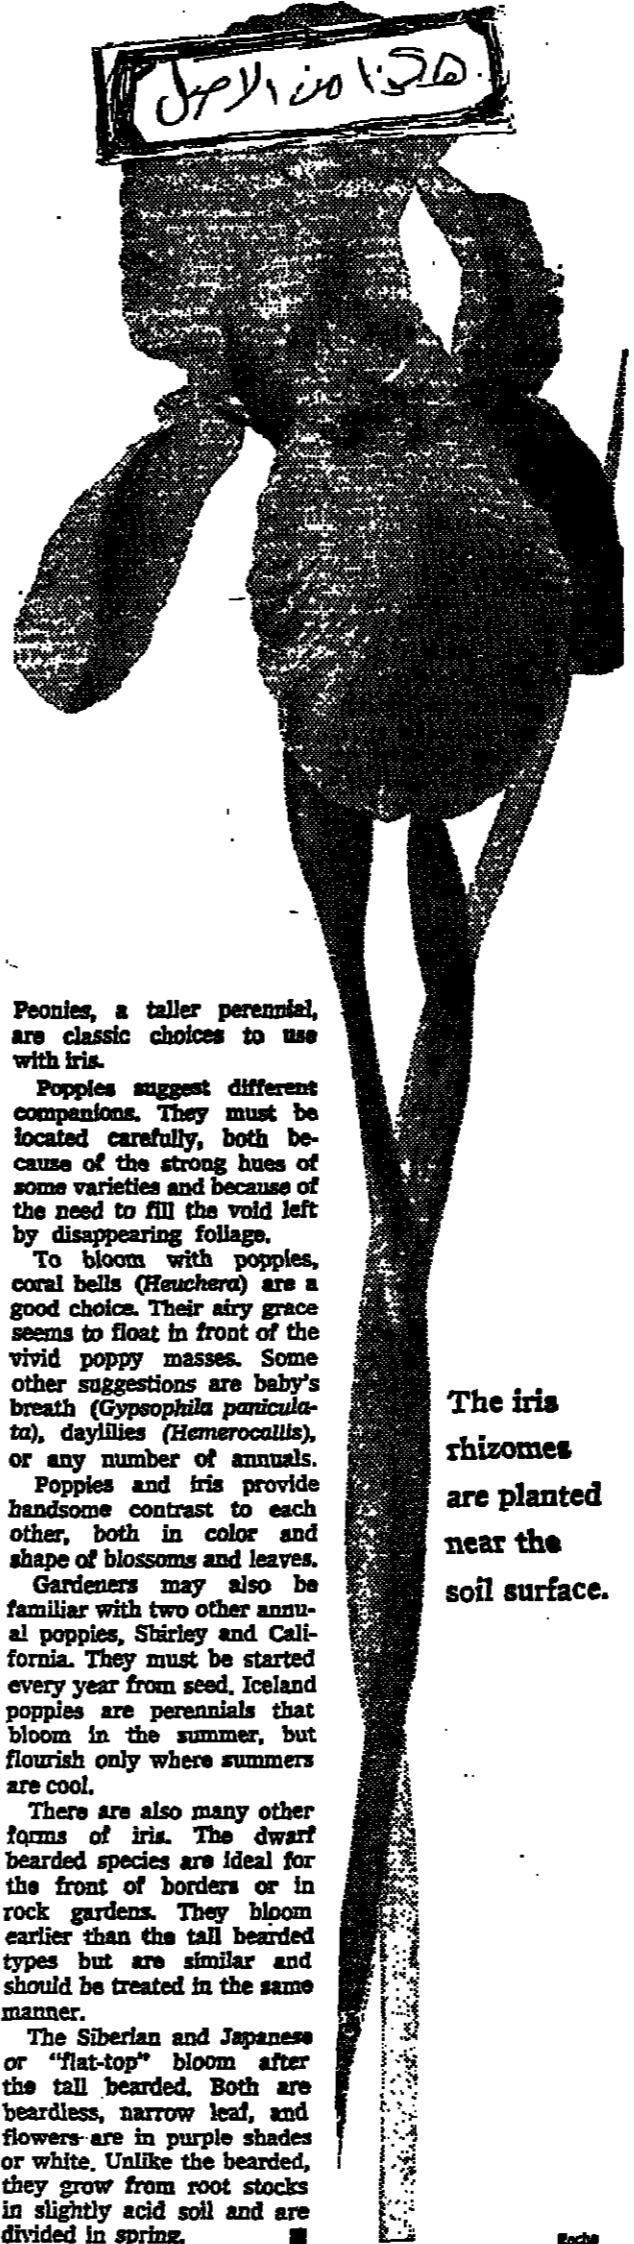 هكذا من الاصل
Peonies, a taller perennial,
are classic choices to use
with iris.
Poppies suggest different
companions. They must be
located carefully, both be-
cause of the strong hues of
some varieties and because of
the need to fill the void left
by disappearing foliage.
To bloom with poppies,
coral bells (Heuchera) are a
good choice. Their airy grace
seems to float in front of the
vivid poppy masses. Some
other suggestions are baby's
breath (Gypsophila panicula-
ta), daylilies (Hemerocallis),
or any number of annuals.
Poppies and iris provide
handsome contrast to each
other, both in color and
shape of blossoms and leaves.
Gardeners may also be
familiar with two other annu-
al poppies, Shirley and Cali-
fornia. They must be started
every year from seed. Iceland
poppies are perennials that
bloom in the summer, but
flourish only where summers
are cool.
There are also many other
forms of iris. The dwarf
bearded species are ideal for
the front of borders or in
rock gardens. They bloom
earlier than the tall bearded
types but are similar and
should be treated in the same
manner.
The Siberian and Japanese
or "flat-top" bloom after
the tall bearded. Both are
beardless, narrow leaf, and
flowers are in purple shades
or white. Unlike the bearded,
they grow from root stocks
in slightly acid soil and are
divided in spring. ■
The iris
rhizomes
are planted
near the
soil surface.